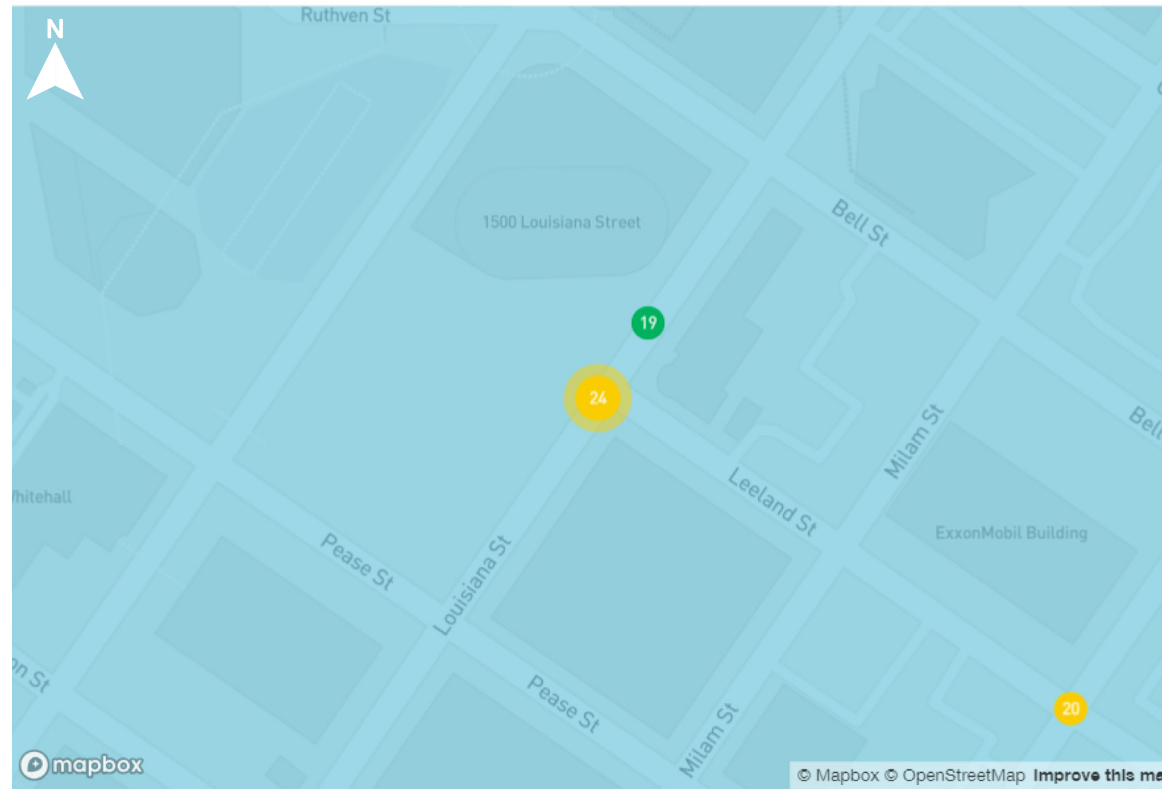 Ruthven St
N
1500 Louisiana Street
Bell St
19
24
Bell
Milam St
Whitehall
Leeland St
ExxonMobil Building
Pease St
Louisiana St
on St
Pease St
20
Milam St
mapbox
© Mapbox © OpenStreetMap Improve this ma